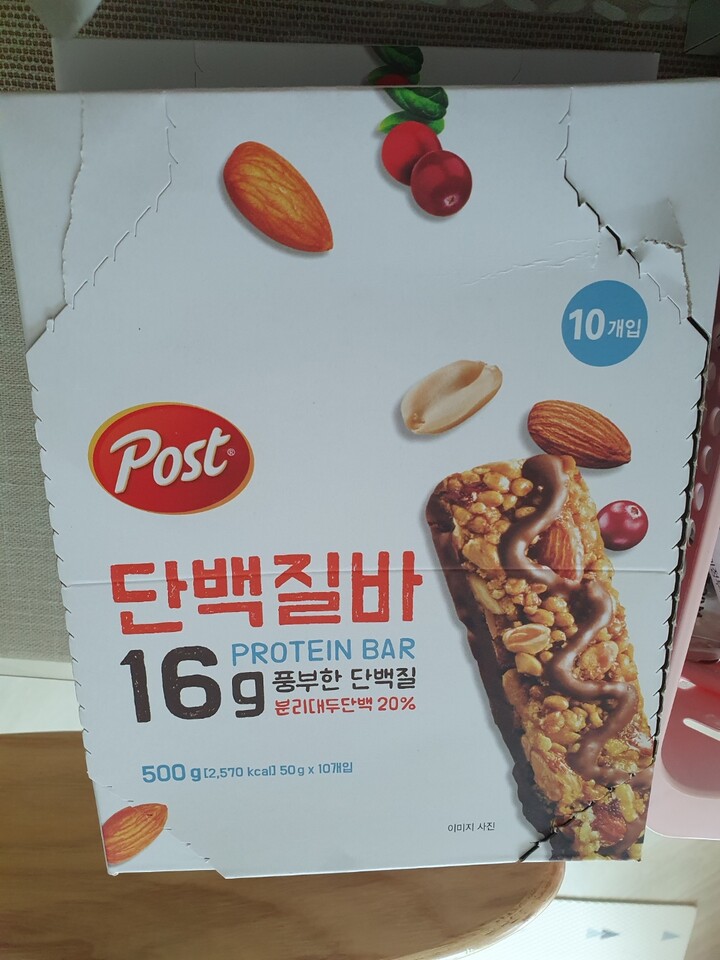 10개입
Post®
단백질바
16g
PROTEIN BAR
풍부한 단백질
분리대두단백 20%
500g [2,570 kcal] 50g x 10개입
이미지 사진